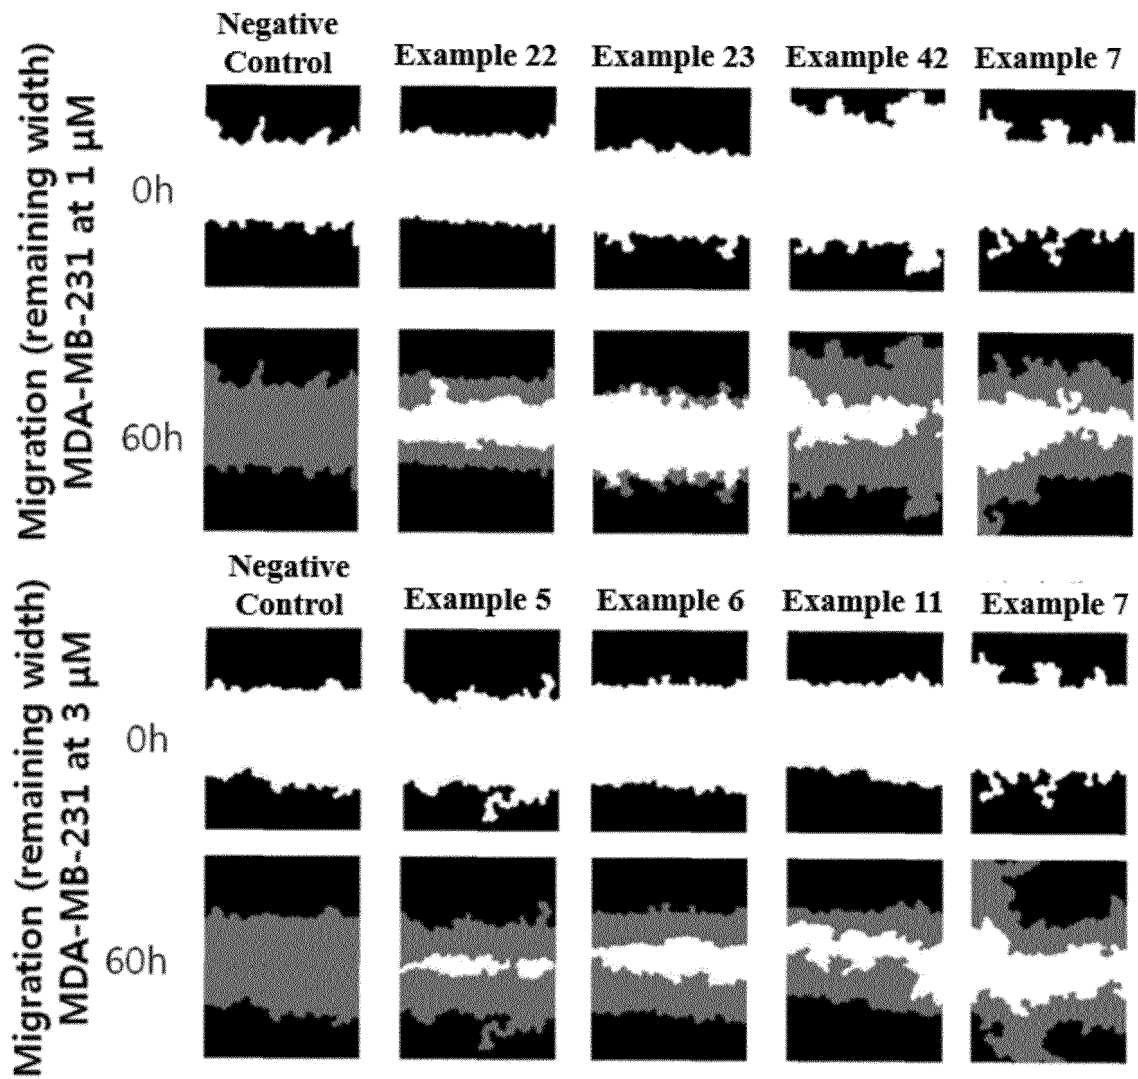 Migration (remaining width)
MDA-MB-231 at 1 µM
Negative
Control
Example 22
Example 23
Example 42
Example 7
0h
60h
Migration (remaining width)
MDA-MB-231 at 3 µM
Negative
Control
Example 5
Example 6
Example 11
Example 7
0h
60h